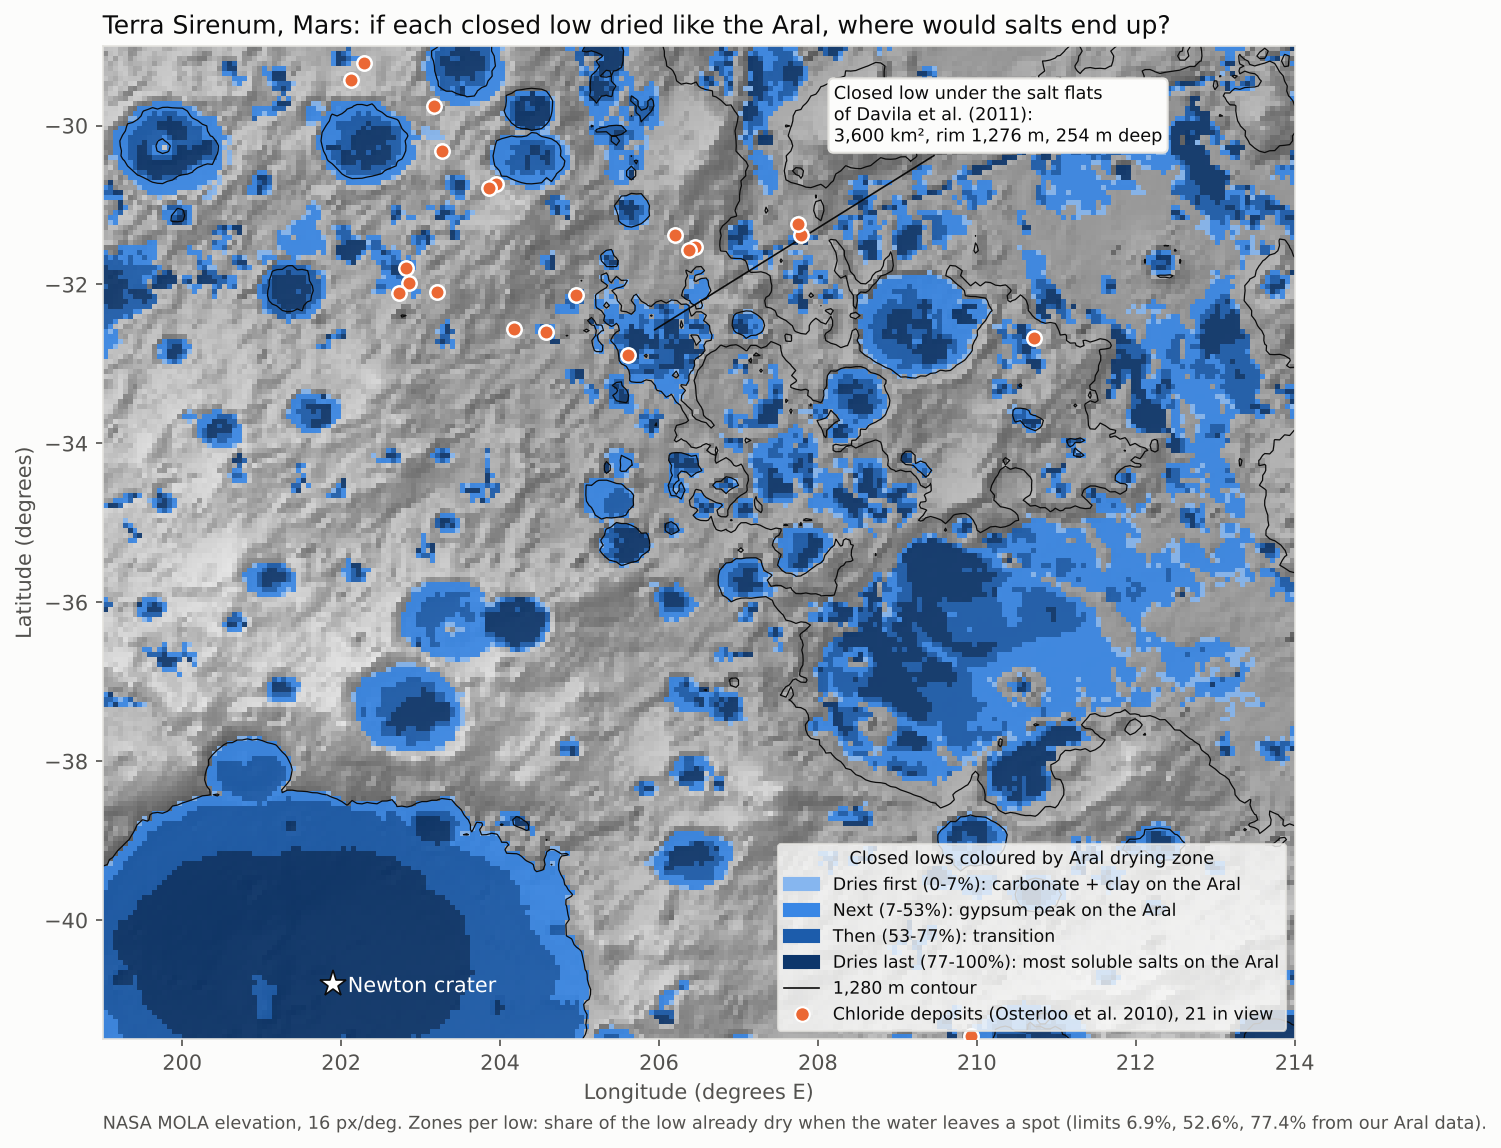 Terra Sirenum, Mars: if each closed low dried like the Aral, where would salts end up?
Closed low under the salt flats
of Davila et al. (2011):
3,600 km², rim 1,276 m, 254 m deep
−30
−32
−34
−36
−38
−40
Latitude (degrees)
Newton crater
Closed lows coloured by Aral drying zone
Dries first (0-7%): carbonate + clay on the Aral
Next (7-53%): gypsum peak on the Aral
Then (53-77%): transition
Dries last (77-100%): most soluble salts on the Aral
1,280 m contour
Chloride deposits (Osterloo et al. 2010), 21 in view
200
202
204
206
208
210
212
214
Longitude (degrees E)
NASA MOLA elevation, 16 px/deg. Zones per low: share of the low already dry when the water leaves a spot (limits 6.9%, 52.6%, 77.4% from our Aral data).